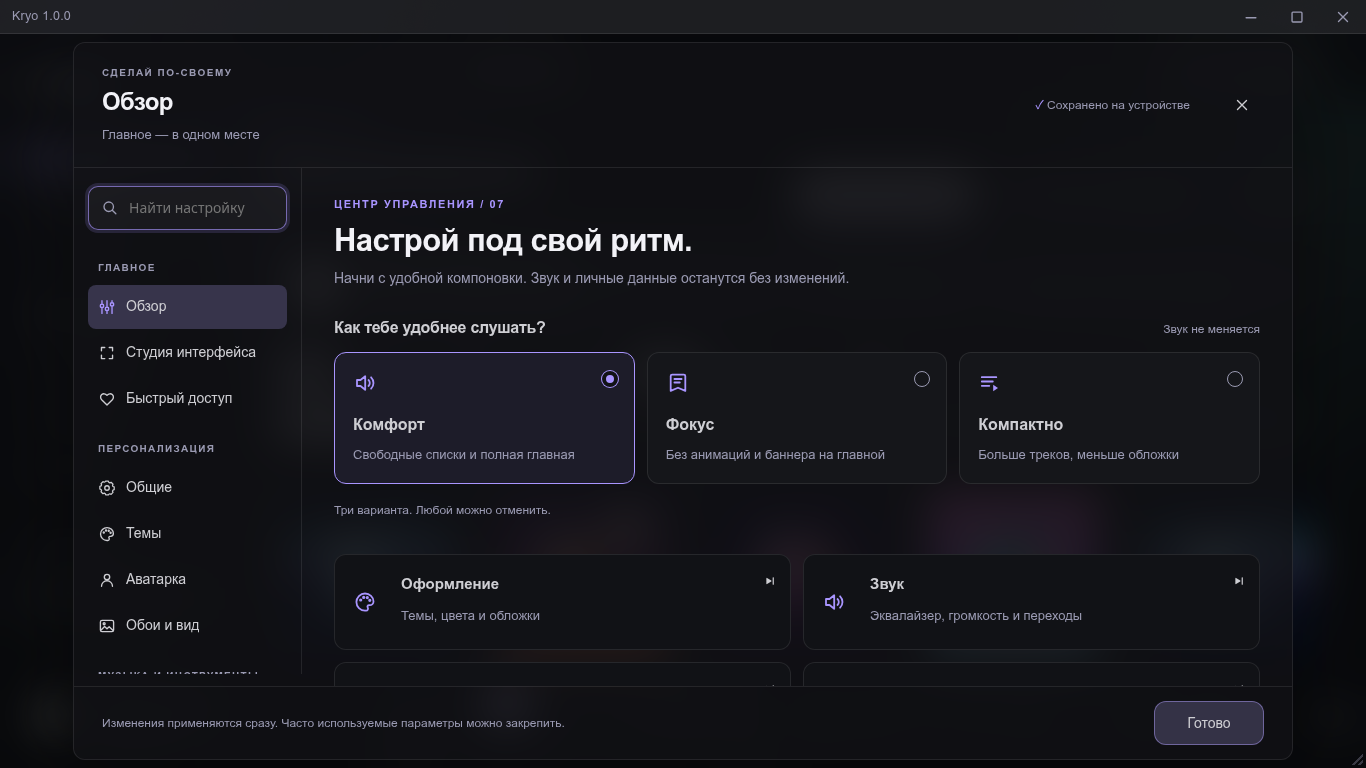 Kryo 1.0.0
СДЕЛАЙ ПО-СВОЕМУ
Обзор
Главное — в одном месте
✓ Сохранено на устройстве
Найти настройку
ГЛАВНОЕ
Обзор
Студия интерфейса
Быстрый доступ
ПЕРСОНАЛИЗАЦИЯ
Общие
Темы
Аватарка
Обои и вид
МУЗЫКА И ИНСТРУМЕНТЫ
ЦЕНТР УПРАВЛЕНИЯ / 07
Настрой под свой ритм.
Начни с удобной компоновки. Звук и личные данные останутся без изменений.
Как тебе удобнее слушать?
Звук не меняется
Комфорт
Свободные списки и полная главная
Фокус
Без анимаций и баннера на главной
Компактно
Больше треков, меньше обложки
Три варианта. Любой можно отменить.
Оформление
Темы, цвета и обложки
Звук
Эквалайзер, громкость и переходы
Изменения применяются сразу. Часто используемые параметры можно закрепить.
Готово